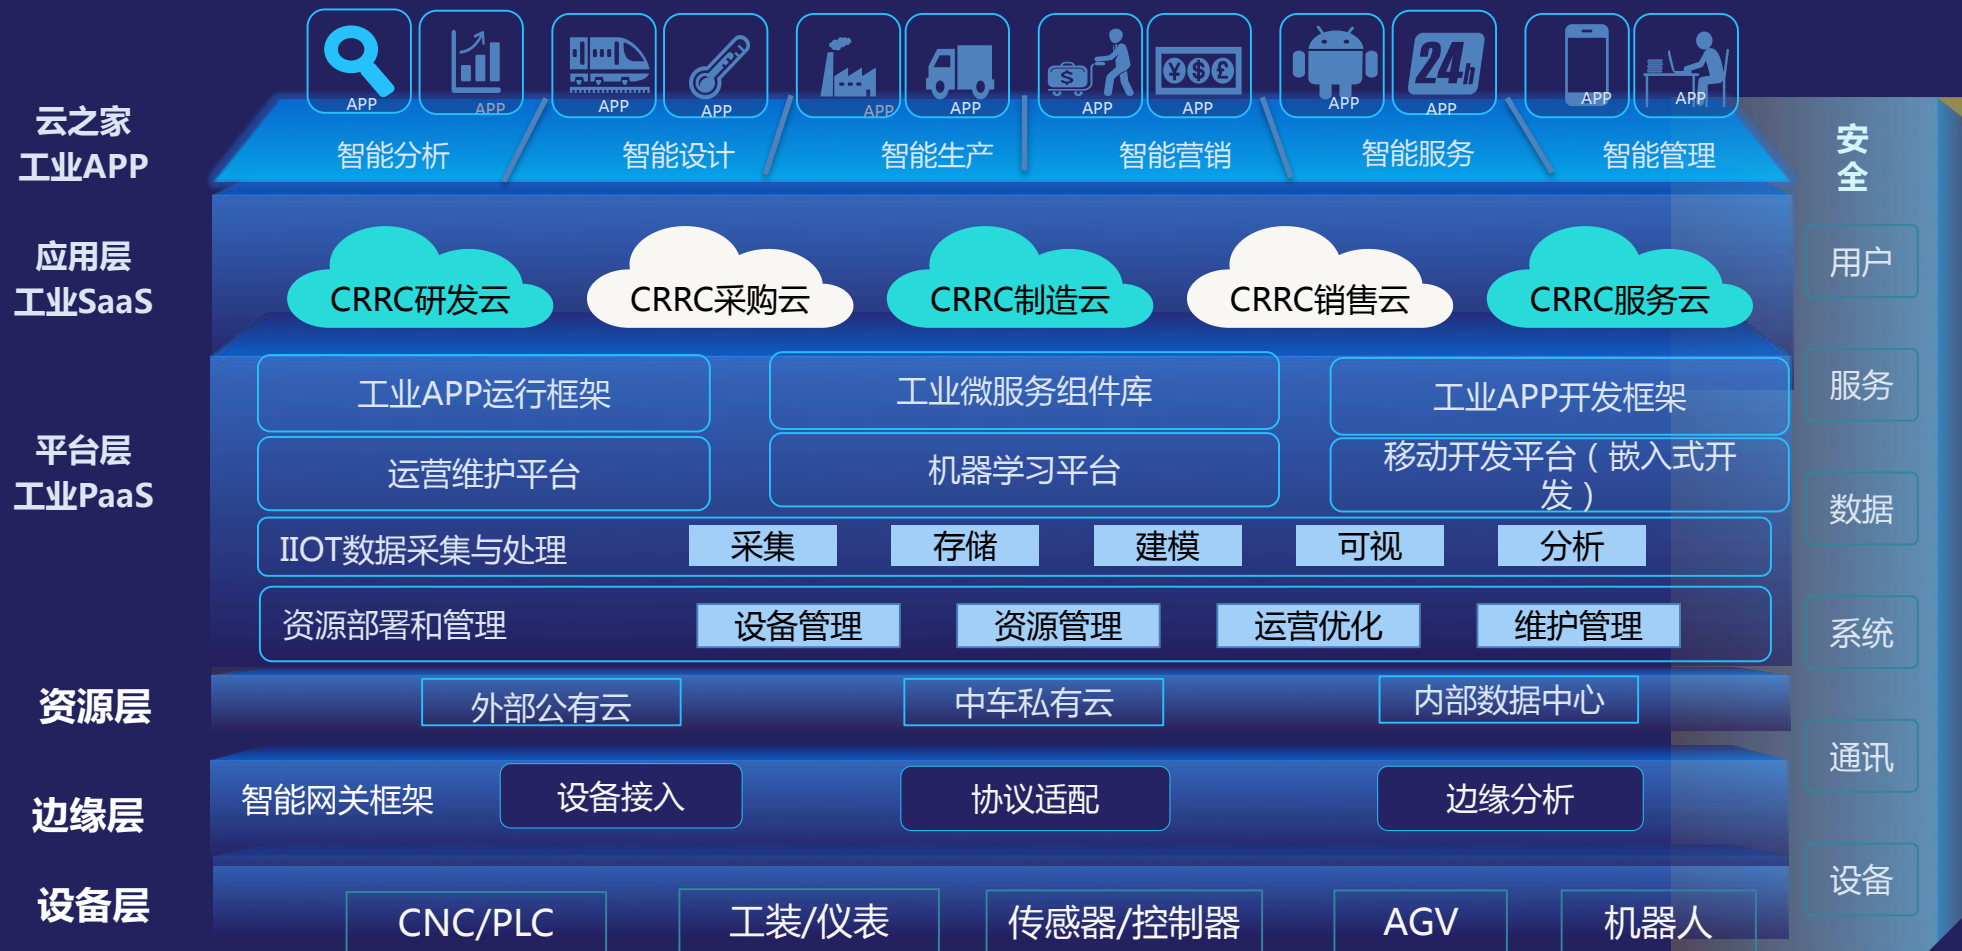 APP
APP
APP
APP
APP
APP
APP
APP
APP
24h
APP
APP
APP
云之家
工业APP
智能分析
智能设计
智能生产
智能营销
智能服务
智能管理
安
全
应用层
工业SaaS
CRRC研发云
CRRC采购云
CRRC制造云
CRRC销售云
CRRC服务云
用户
平台层
工业PaaS
工业APP运行框架
工业微服务组件库
工业APP开发框架
服务
运营维护平台
机器学习平台
移动开发平台（嵌入式开
发）
数据
IIOT数据采集与处理
采集
存储
建模
可视
分析
资源部署和管理
设备管理
资源管理
运营优化
维护管理
系统
资源层
外部公有云
中车私有云
内部数据中心
通讯
边缘层
智能网关框架
设备接入
协议适配
边缘分析
设备层
CNC/PLC
工装/仪表
传感器/控制器
AGV
机器人
设备